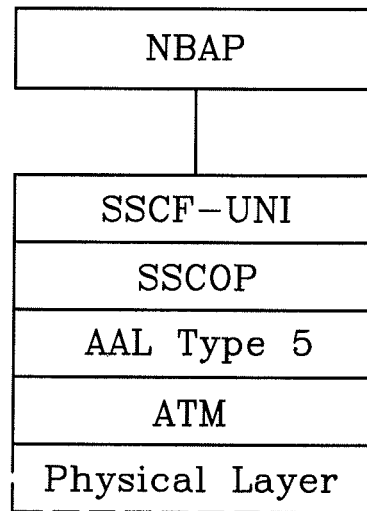 NBAP
SSCF-UNI
SSCOP
AAL Type 5
ATM
Physical Layer